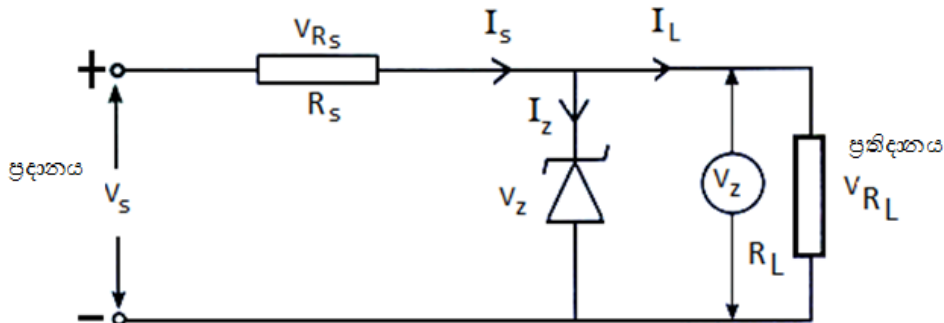 V_Rs
I_s
I_L
+
R_s
I_z
ප්‍රදානය
ප්‍රතිදානය
V_s
V_z
V_z
V_RL
R_L
−